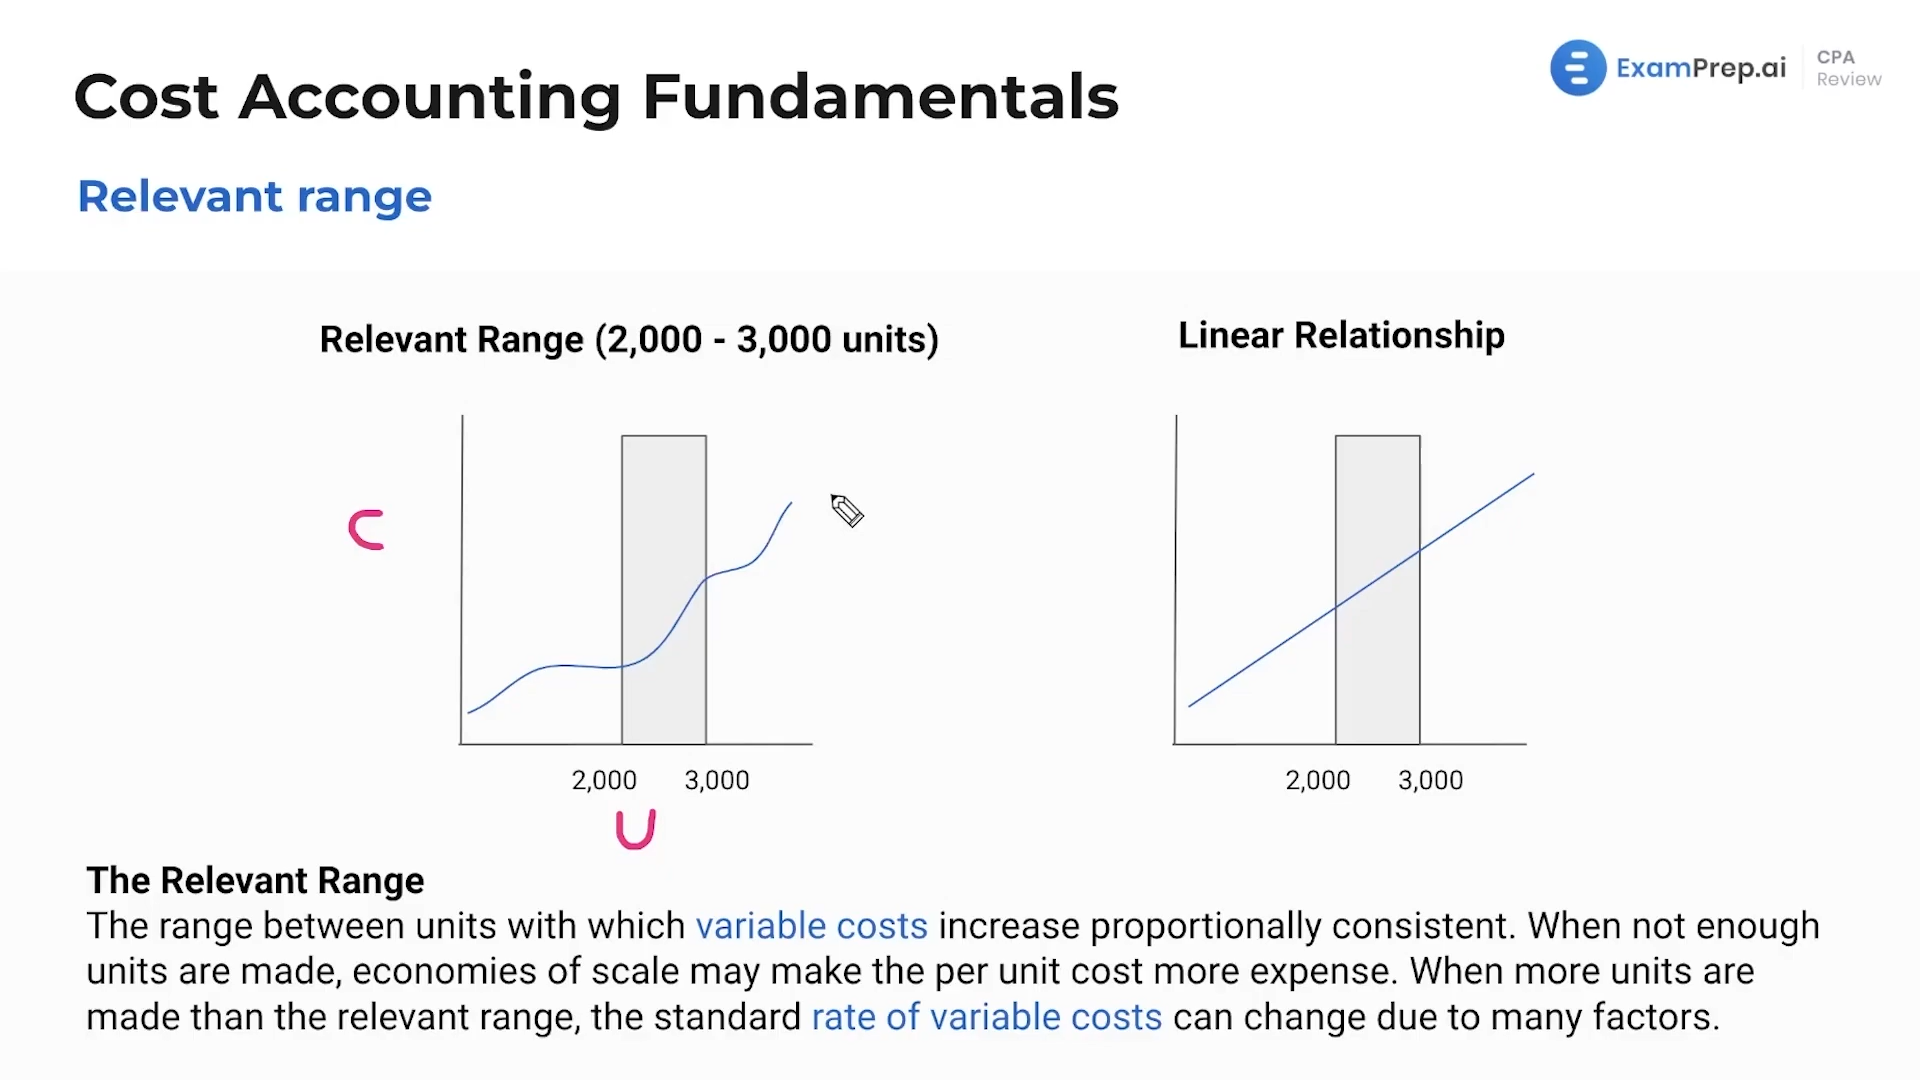 Cost Accounting Fundamentals
ExamPrep.ai
CPA
Review
Relevant range
Relevant Range (2,000 - 3,000 units)
Linear Relationship
C
2,000
3,000
2,000
3,000
U
The Relevant Range
The range between units with which variable costs increase proportionally consistent. When not enough
units are made, economies of scale may make the per unit cost more expense. When more units are
made than the relevant range, the standard rate of variable costs can change due to many factors.